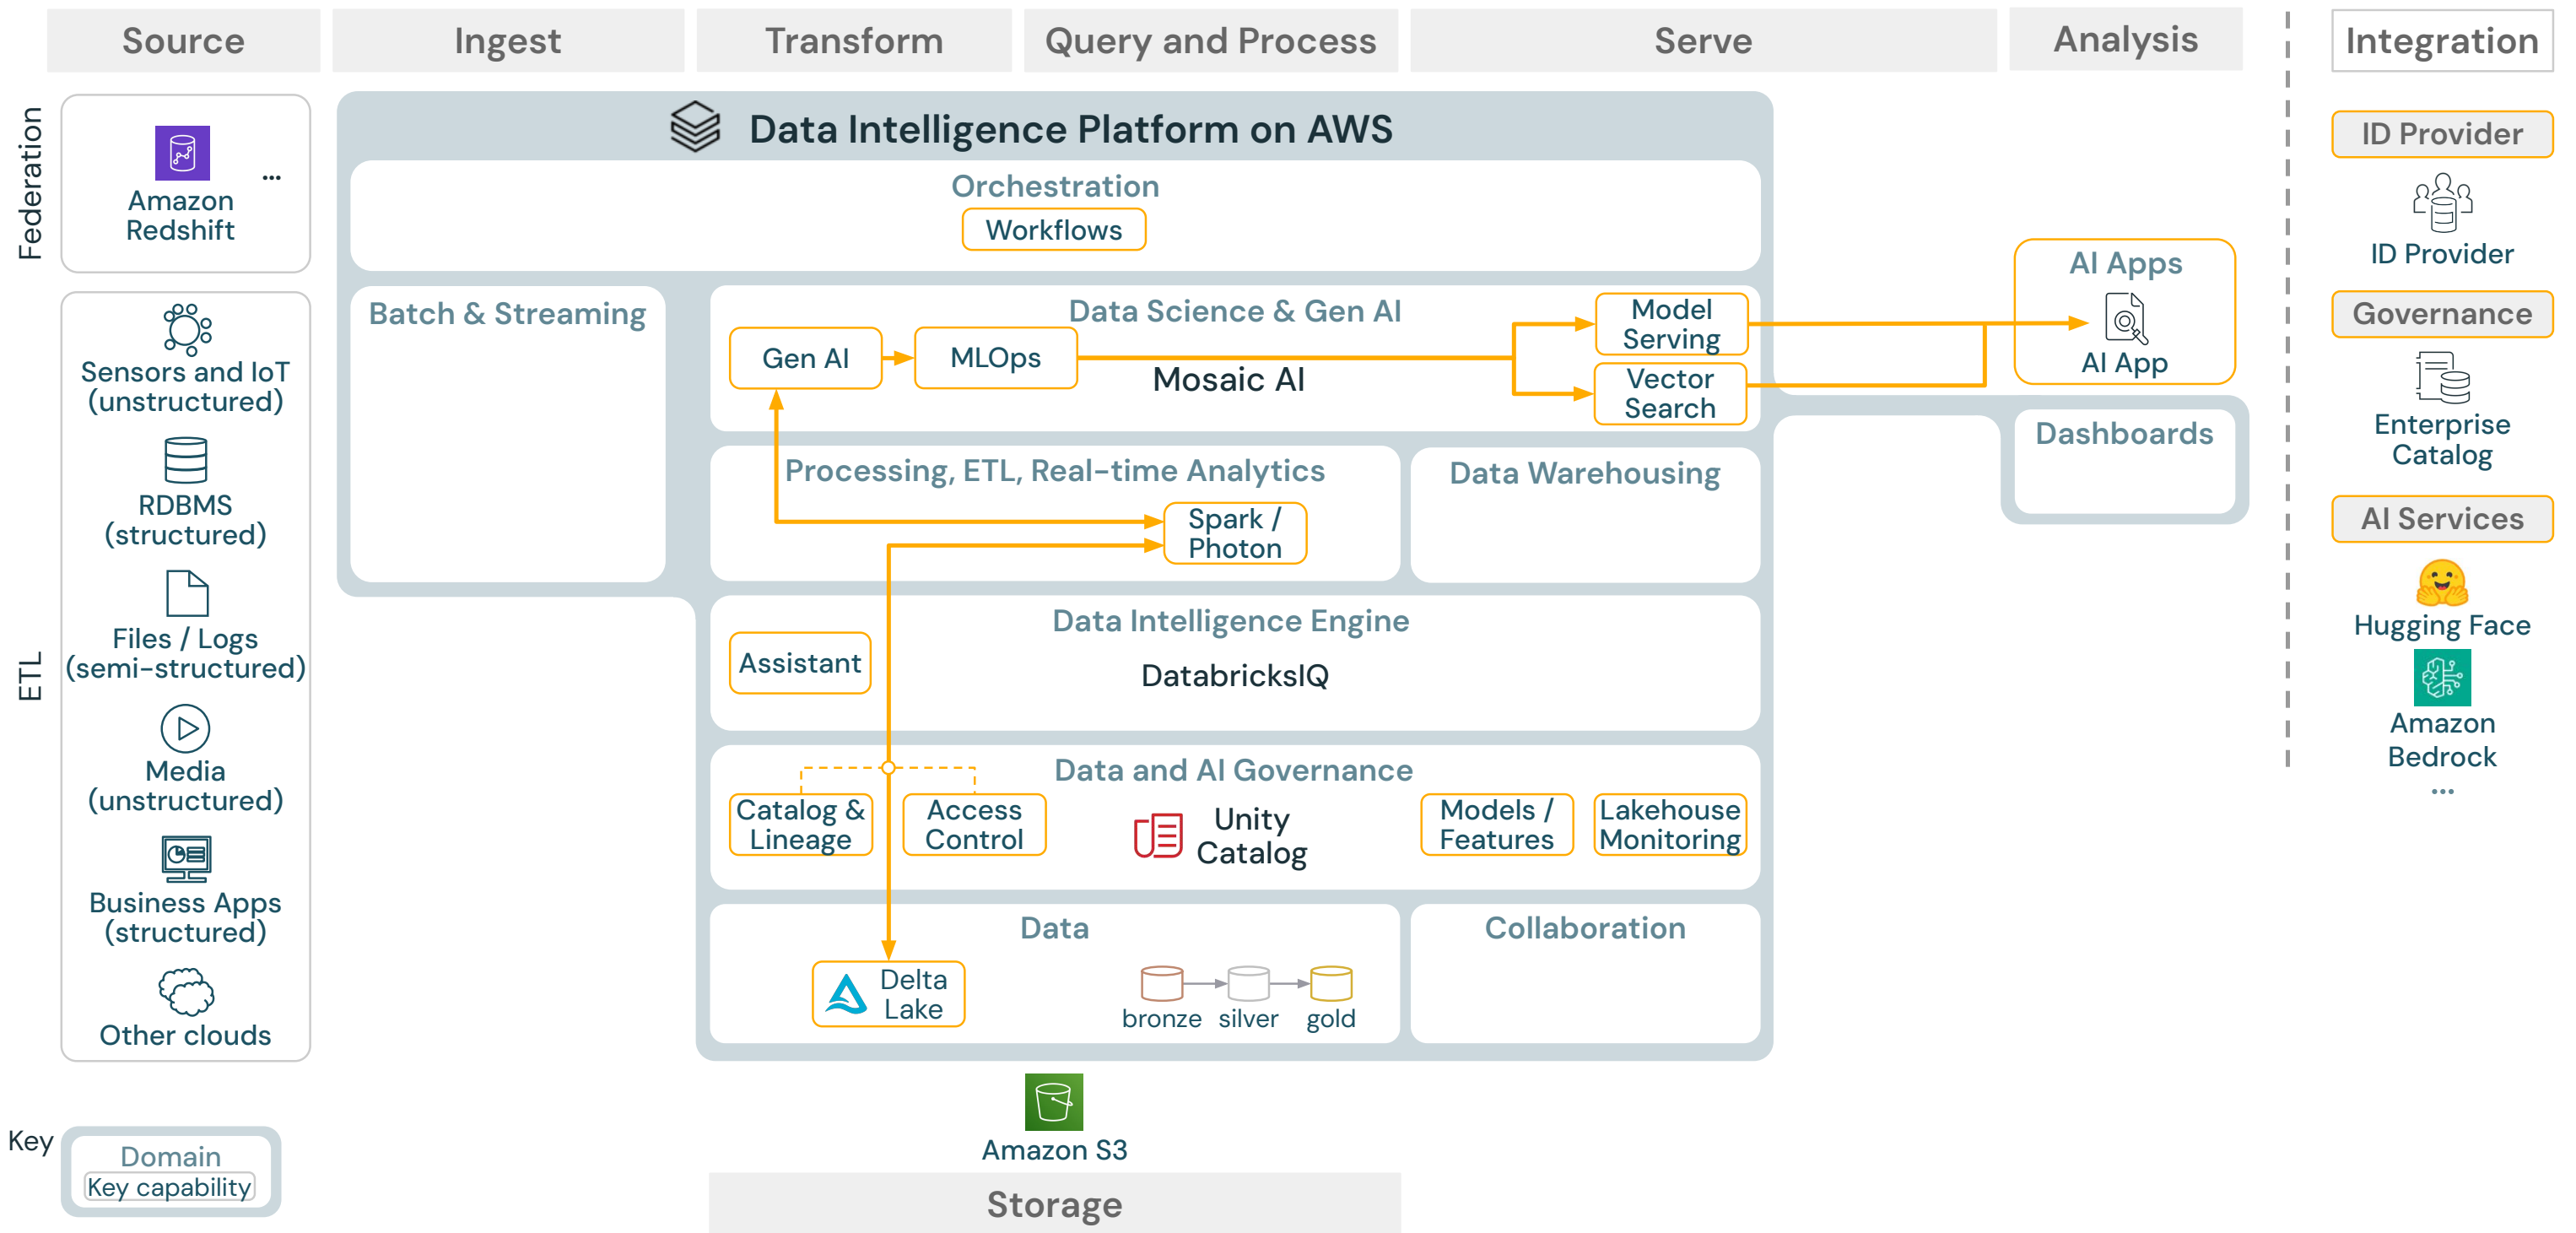 Source
Ingest
Transform
Query and Process
Serve
Analysis
Integration
Federation
Amazon
Redshift
...
ETL
Sensors and IoT
(unstructured)
RDBMS
(structured)
Files / Logs
(semi-structured)
Media
(unstructured)
Business Apps
(structured)
Other clouds
Data Intelligence Platform on AWS
Orchestration
Workflows
Batch & Streaming
Data Science & Gen AI
Gen AI
MLOps
Mosaic AI
Model
Serving
Vector
Search
Processing, ETL, Real-time Analytics
Spark /
Photon
Data Warehousing
Data Intelligence Engine
Assistant
DatabricksIQ
Data and AI Governance
Catalog &
Lineage
Access
Control
Unity
Catalog
Models /
Features
Lakehouse
Monitoring
Data
Delta
Lake
bronze
silver
gold
Collaboration
Amazon S3
Storage
AI Apps
AI App
Dashboards
ID Provider
ID Provider
Governance
Enterprise
Catalog
AI Services
Hugging Face
Amazon
Bedrock
...
Key
Domain
Key capability